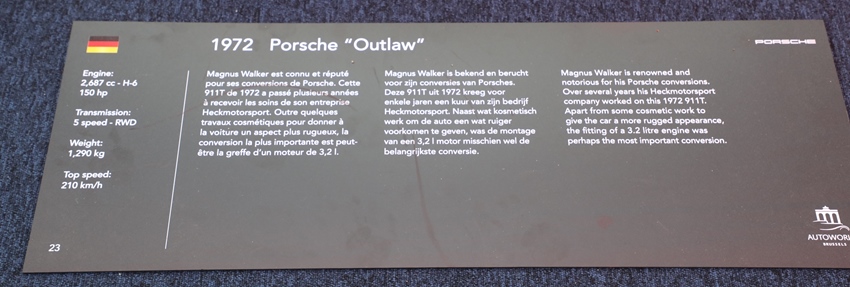 1972 Porsche "Outlaw"
PORSCHE
Engine:
2,687 cc - H-6
150 hp
Transmission:
5 speed - RWD
Weight:
1,290 kg
Top speed:
210 km/h
23
Magnus Walker est connu et réputé
pour ses conversions de Porsche. Cette
911T de 1972 a passé plusieurs années
à recevoir les soins de son entreprise
Heckmotorsport. Outre quelques
travaux cosmétiques pour donner à
la voiture un aspect plus rugueux, la
conversion la plus importante est peut-
être la greffe d'un moteur de 3,2 l.
Magnus Walker is bekend en berucht
voor zijn conversies van Porsches.
Deze 911T uit 1972 kreeg voor
enkele jaren een kuur van zijn bedrijf
Heckmotorsport. Naast wat kosmetisch
werk om de auto een wat ruiger
voorkomen te geven, was de montage
van een 3,2 l motor misschien wel de
belangrijkste conversie.
Magnus Walker is renowned and
notorious for his Porsche conversions.
Over several years his Heckmotorsport
company worked on this 1972 911T.
Apart from some cosmetic work to
give the car a more rugged appearance,
the fitting of a 3.2 litre engine was
perhaps the most important conversion.
AUTOWORL
BRUSSELS